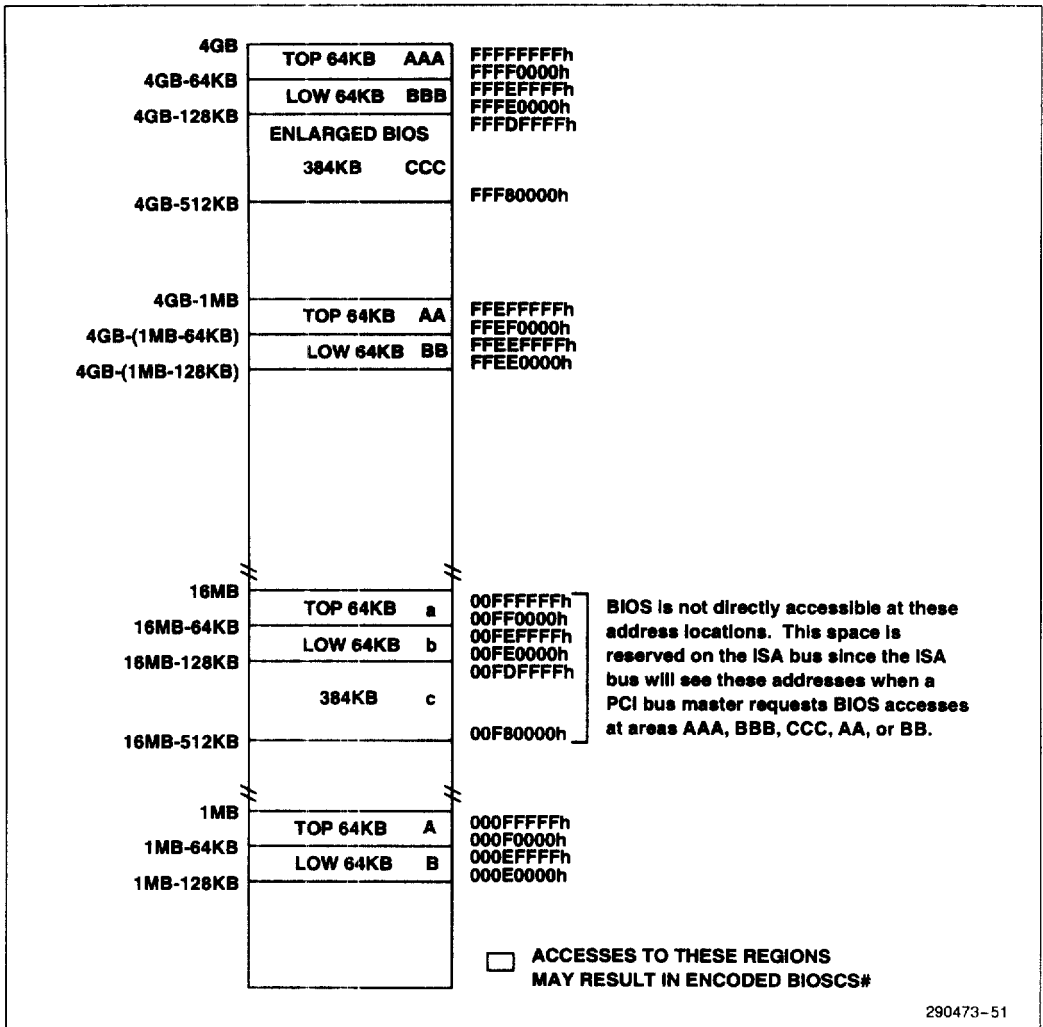 4GB
TOP 64KB AAA
FFFFFFFFh
4GB-64KB
FFFF0000h
LOW 64KB BBB
FFFEFFFFh
4GB-128KB
FFFE0000h
FFFDFFFFh
ENLARGED BIOS
384KB CCC
4GB-512KB
FFF80000h
4GB-1MB
TOP 64KB AA
FFEFFFFFh
4GB-(1MB-64KB)
FFEF0000h
LOW 64KB BB
FFEEFFFFh
4GB-(1MB-128KB)
FFEE0000h
16MB
TOP 64KB a
00FFFFFFh
16MB-64KB
00FF0000h
LOW 64KB b
00FEFFFFh
16MB-128KB
00FE0000h
00FDFFFFh
384KB c
16MB-512KB
00F80000h
BIOS is not directly accessible at these
address locations. This space is
reserved on the ISA bus since the ISA
bus will see these addresses when a
PCI bus master requests BIOS accesses
at areas AAA, BBB, CCC, AA, or BB.
1MB
TOP 64KB A
000FFFFFh
1MB-64KB
000F0000h
LOW 64KB B
000EFFFFh
1MB-128KB
000E0000h
ACCESSES TO THESE REGIONS
MAY RESULT IN ENCODED BIOSCS#
290473-51